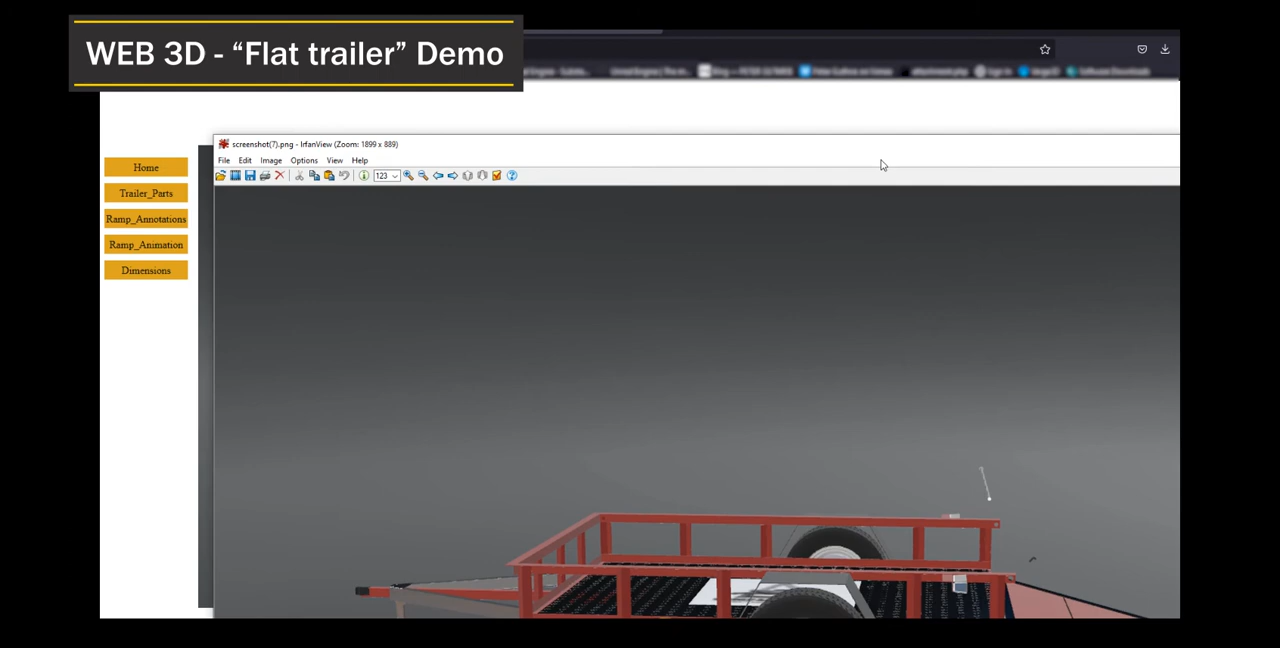 WEB 3D - “Flat trailer” Demo
screenshot(7).png - IrfanView (Zoom: 1899 x 889)
File Edit Image Options View Help
123
Home
Trailer_Parts
Ramp_Annotations
Ramp_Animation
Dimensions